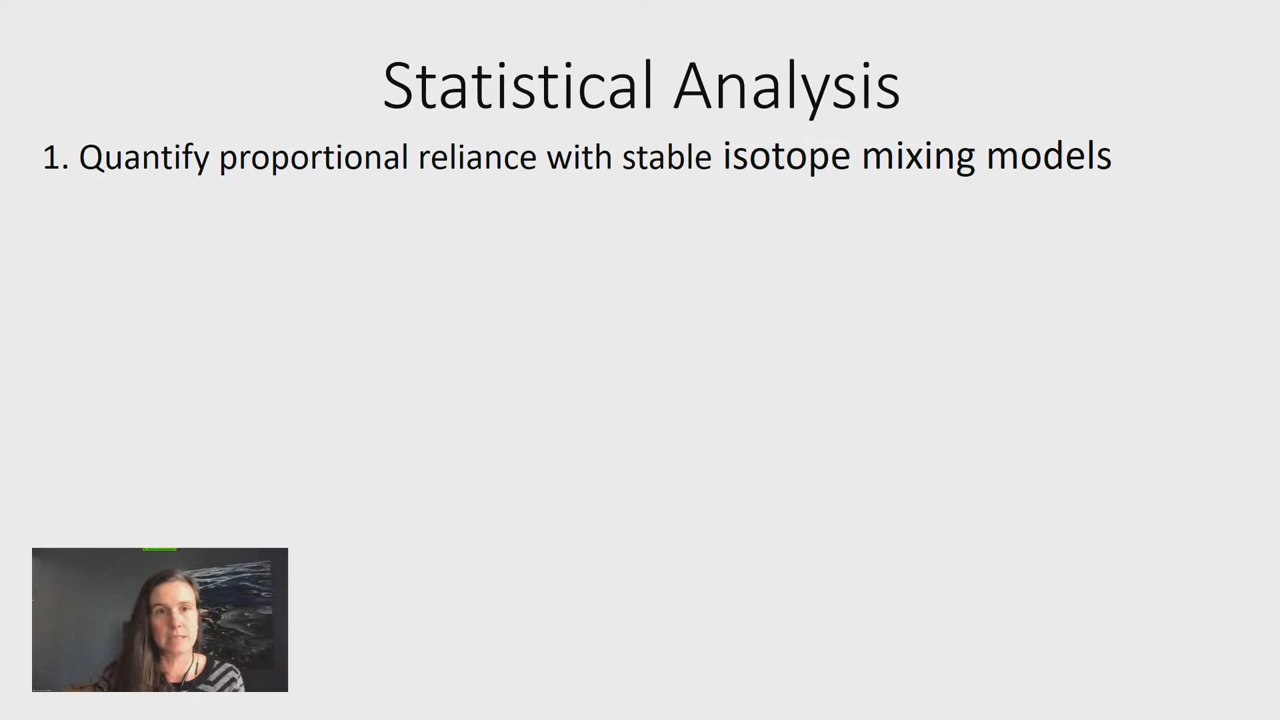 Statistical Analysis
1. Quantify proportional reliance with stable isotope mixing models